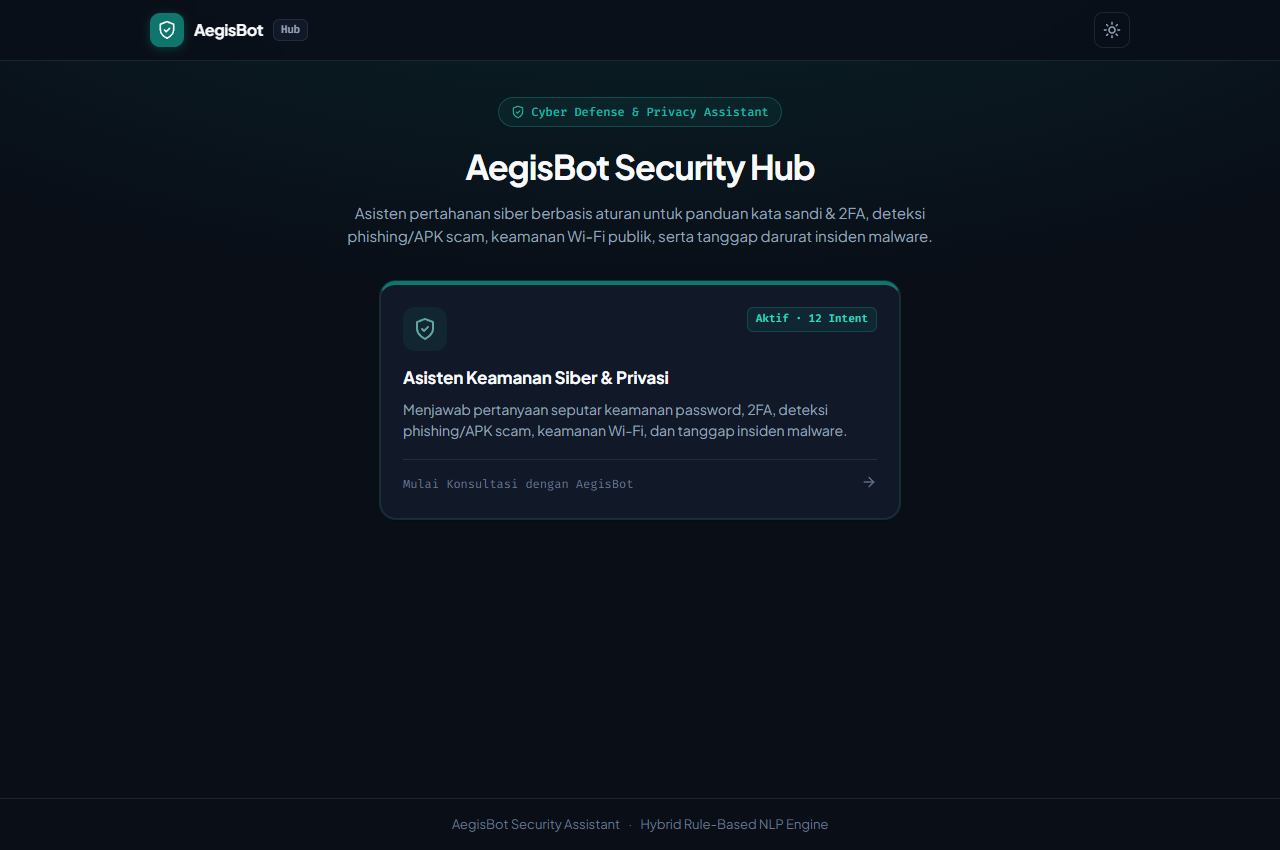 AegisBot Hub
Cyber Defense & Privacy Assistant
AegisBot Security Hub
Asisten pertahanan siber berbasis aturan untuk panduan kata sandi & 2FA, deteksi
phishing/APK scam, keamanan Wi-Fi publik, serta tanggap darurat insiden malware.
Aktif · 12 Intent
Asisten Keamanan Siber & Privasi
Menjawab pertanyaan seputar keamanan password, 2FA, deteksi
phishing/APK scam, keamanan Wi-Fi, dan tanggap insiden malware.
Mulai Konsultasi dengan AegisBot
AegisBot Security Assistant · Hybrid Rule-Based NLP Engine